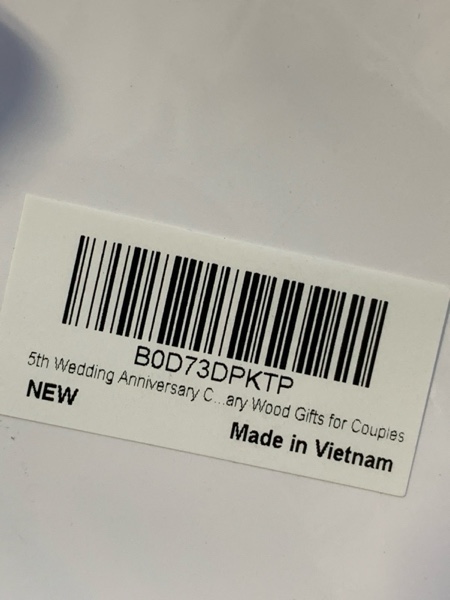 B0D73DPKTP
5th Wedding Anniversary C...ary Wood Gifts for Couples
NEW
Made in Vietnam